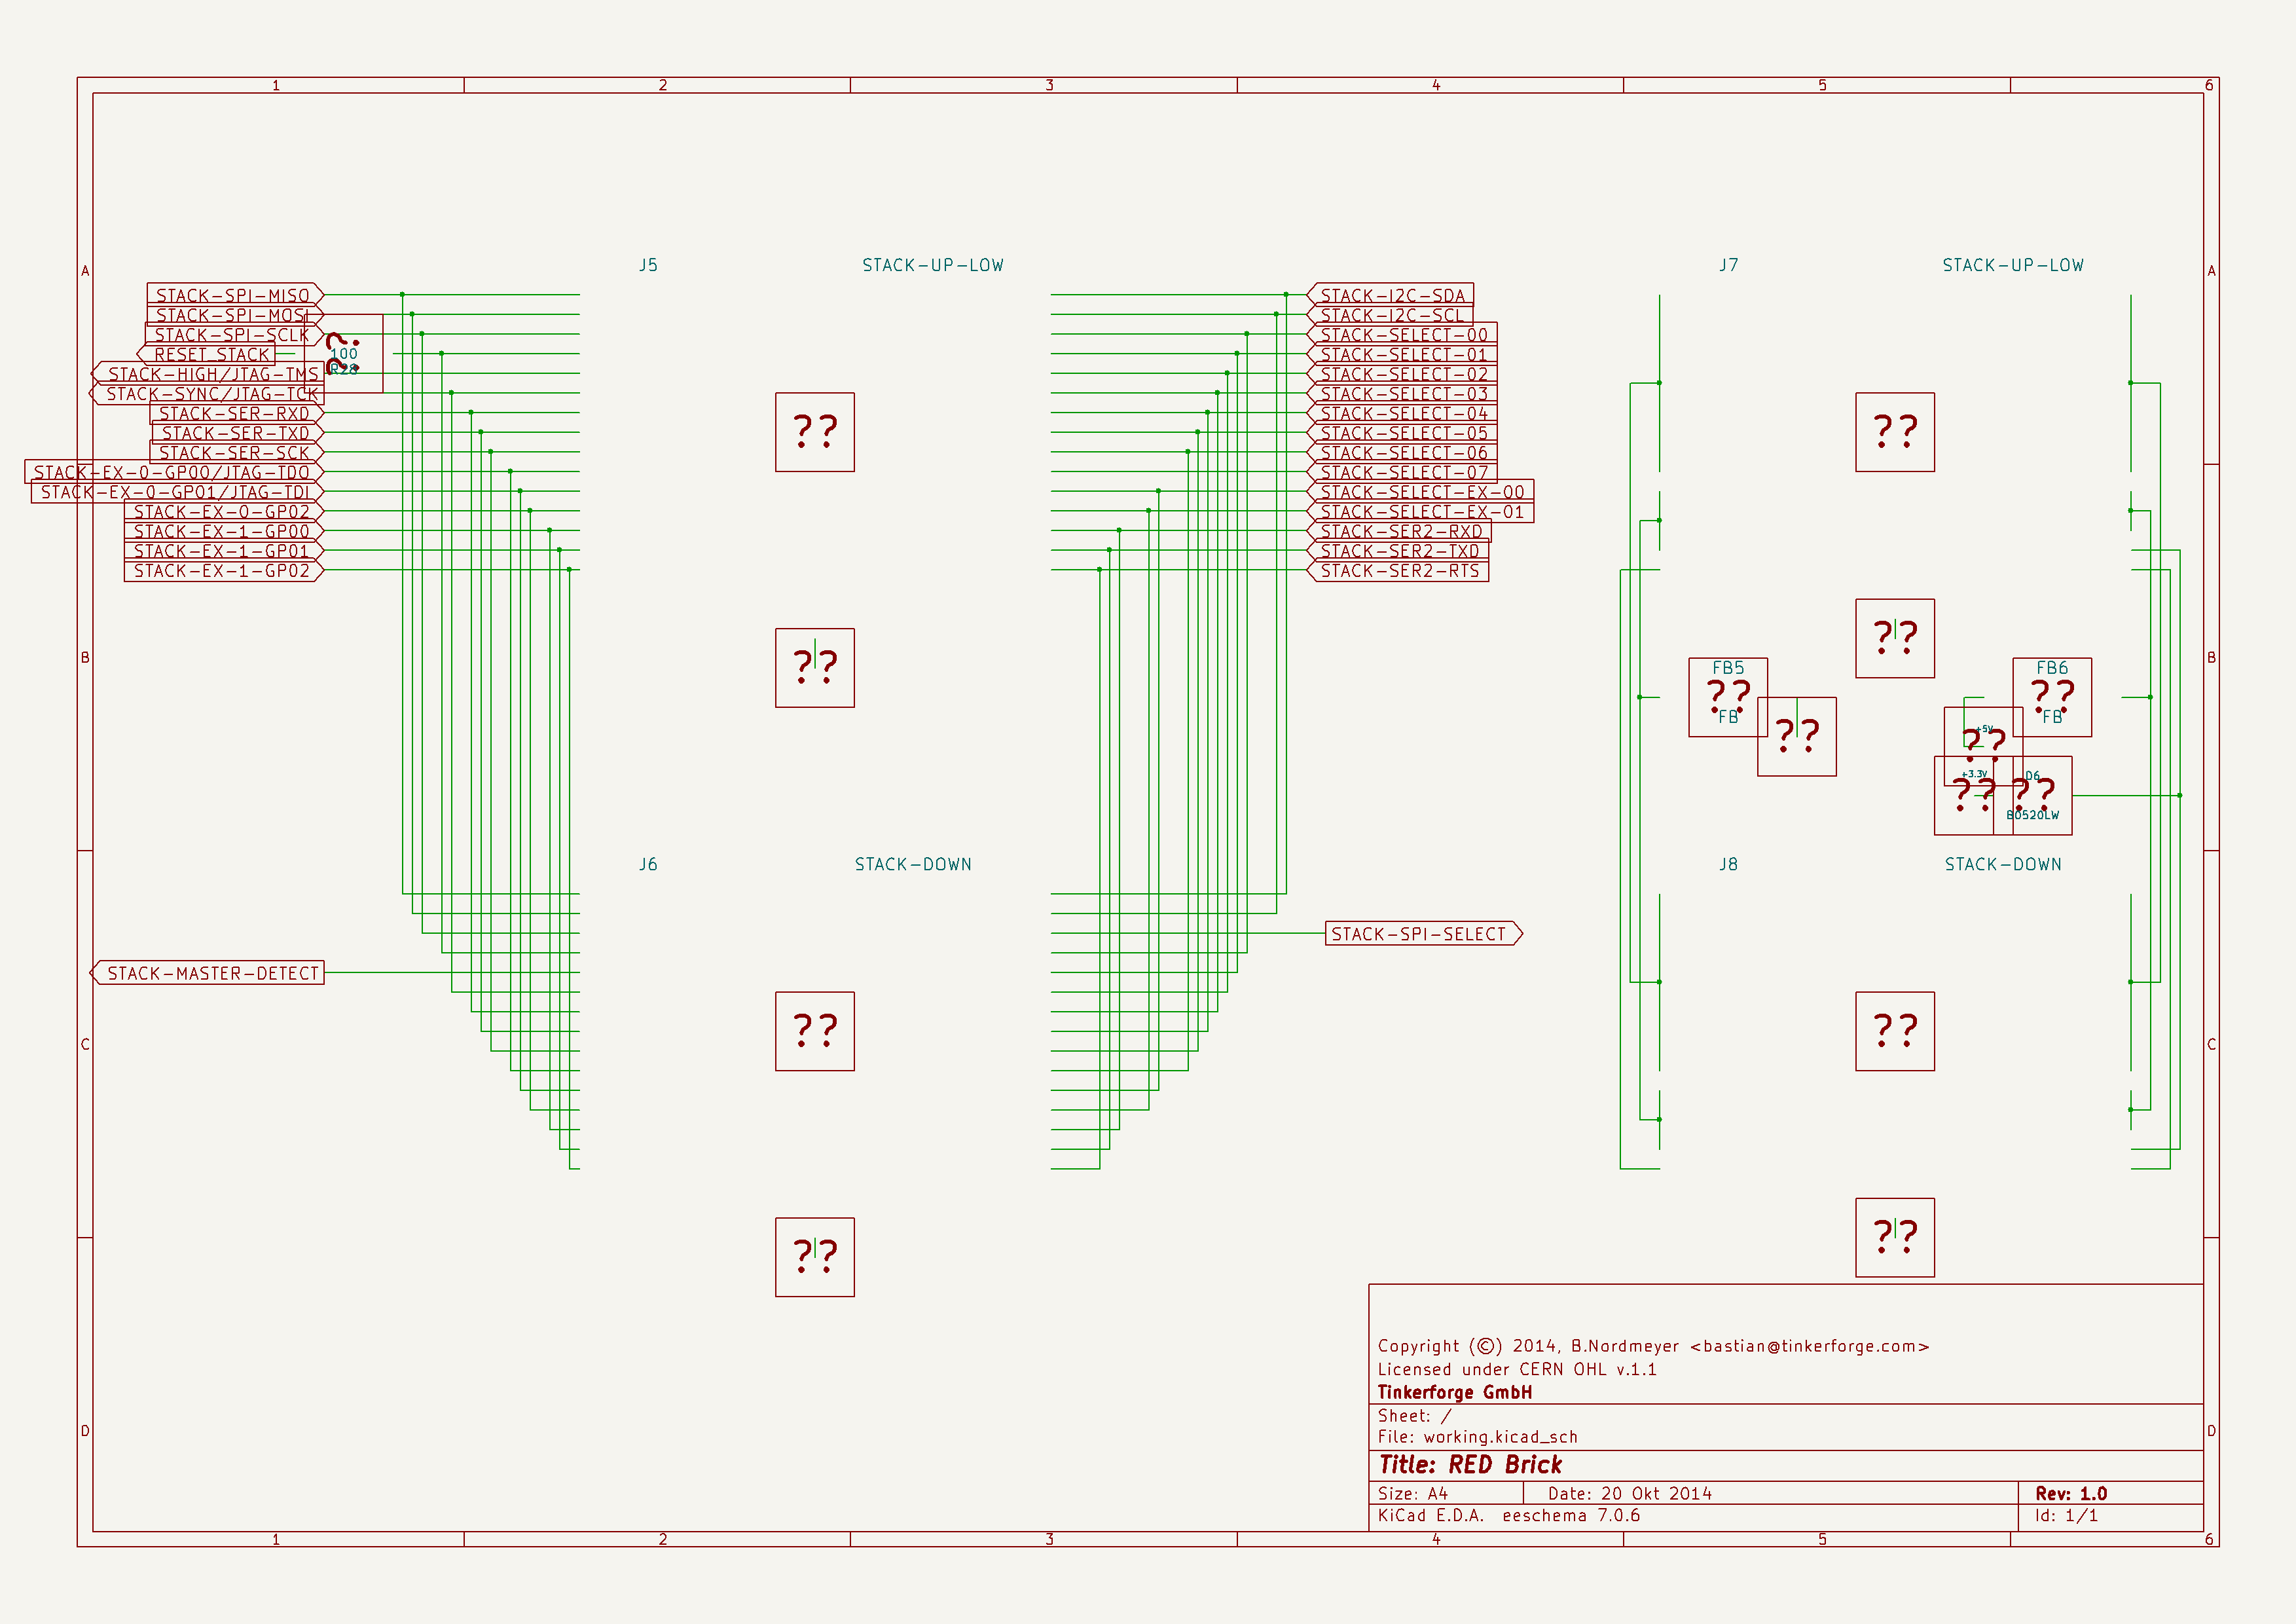 1 2 3 4 5 6
A
A
B
B
C
C
D
D
1 2 3 4 5 6
J5 STACK-UP-LOW
STACK-SPI-MISO
STACK-SPI-MOSI
STACK-SPI-SCLK
RESET_STACK
STACK-HIGH/JTAG-TMS
STACK-SYNC/JTAG-TCK
STACK-SER-RXD
STACK-SER-TXD
STACK-SER-SCK
STACK-EX-0-GP00/JTAG-TDO
STACK-EX-0-GP01/JTAG-TDI
STACK-EX-0-GP02
STACK-EX-1-GP00
STACK-EX-1-GP01
STACK-EX-1-GP02
??
100
R28
??
??
STACK-I2C-SDA
STACK-I2C-SCL
STACK-SELECT-00
STACK-SELECT-01
STACK-SELECT-02
STACK-SELECT-03
STACK-SELECT-04
STACK-SELECT-05
STACK-SELECT-06
STACK-SELECT-07
STACK-SELECT-EX-00
STACK-SELECT-EX-01
STACK-SER2-RXD
STACK-SER2-TXD
STACK-SER2-RTS
J7 STACK-UP-LOW
??
??
FB5
??
FB
??
FB6
??
FB
+5V
??
+3.3V
??
D6
??
B0520LW
J6 STACK-DOWN
STACK-MASTER-DETECT
??
??
STACK-SPI-SELECT
J8 STACK-DOWN
??
??
Copyright (©) 2014, B.Nordmeyer <bastian@tinkerforge.com>
Licensed under CERN OHL v.1.1
Tinkerforge GmbH
Sheet: /
File: working.kicad_sch
Title: RED Brick
Size: A4 Date: 20 Okt 2014 Rev: 1.0
KiCad E.D.A. eeschema 7.0.6 Id: 1/1